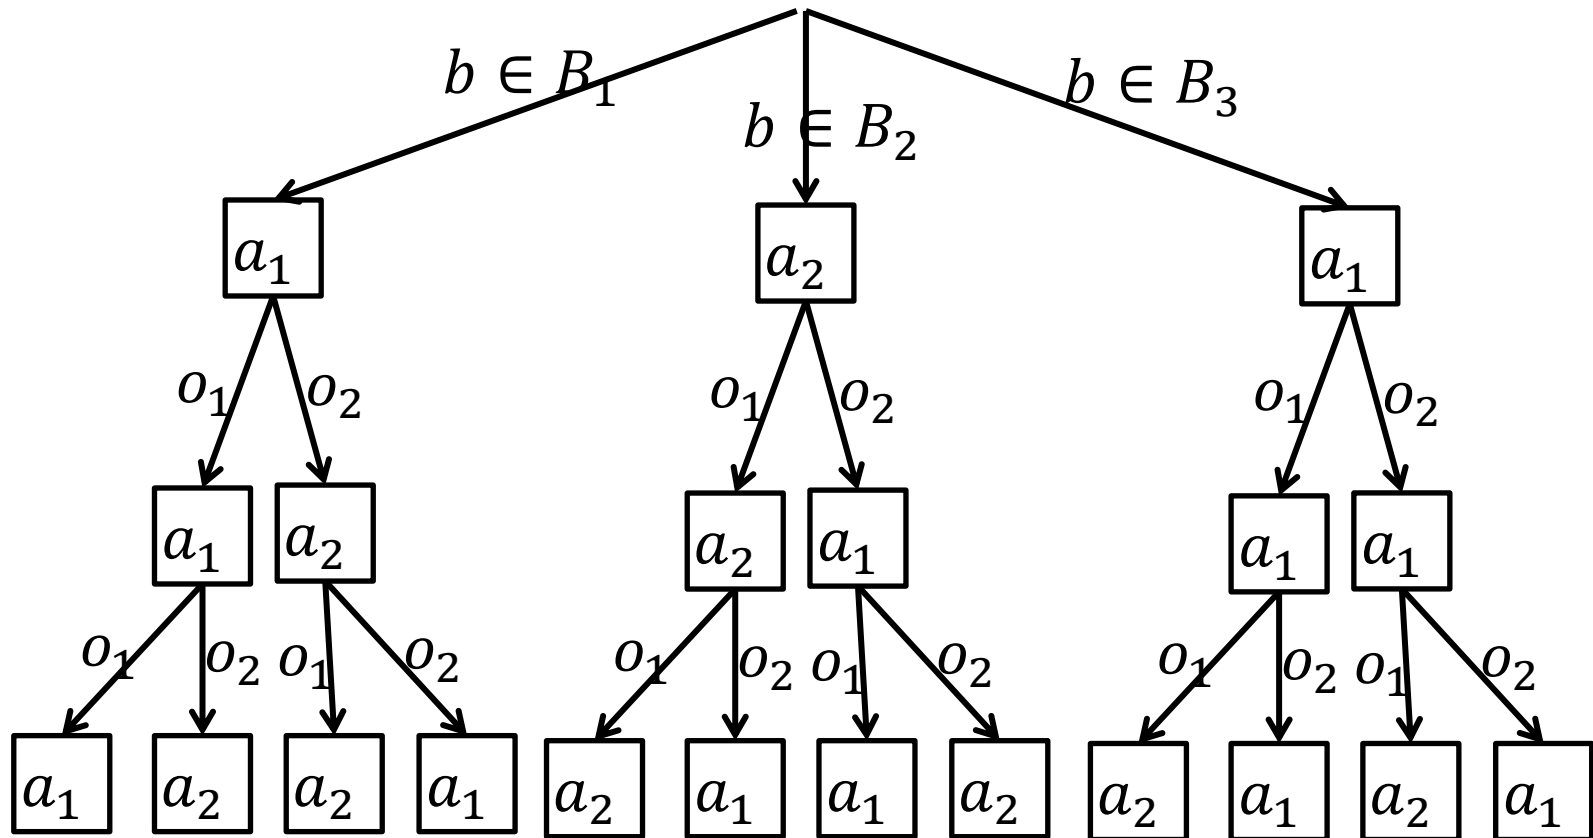 b ∈ B₁ b ∈ B₂ b ∈ B₃
a₁ a₂ a₁
o₁ o₂ o₁ o₂ o₁ o₂
a₁ a₂ a₂ a₁ a₁ a₁
o₁ o₂ o₁ o₂ o₁ o₂ o₁ o₂ o₁ o₂ o₁ o₂
a₁ a₂ a₂ a₁ a₂ a₁ a₁ a₂ a₂ a₁ a₂ a₁